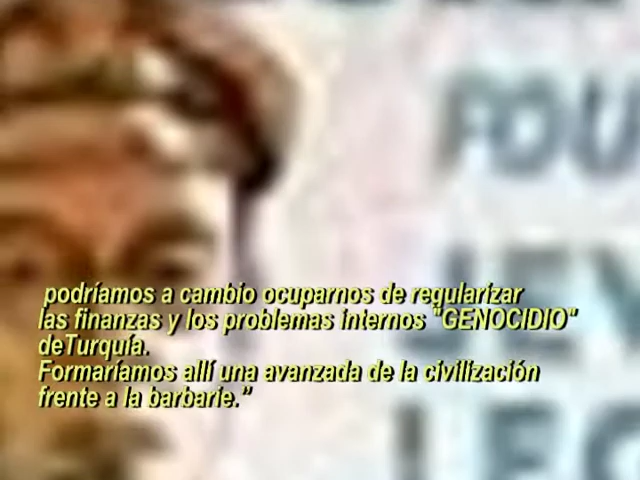 POU
podríamos a cambio ocuparnos de regularizar
las finanzas y los problemas internos "GENOCIDIO"
deTurquía.
Formaríamos allí una avanzada de la civilización
frente a la barbarie.”